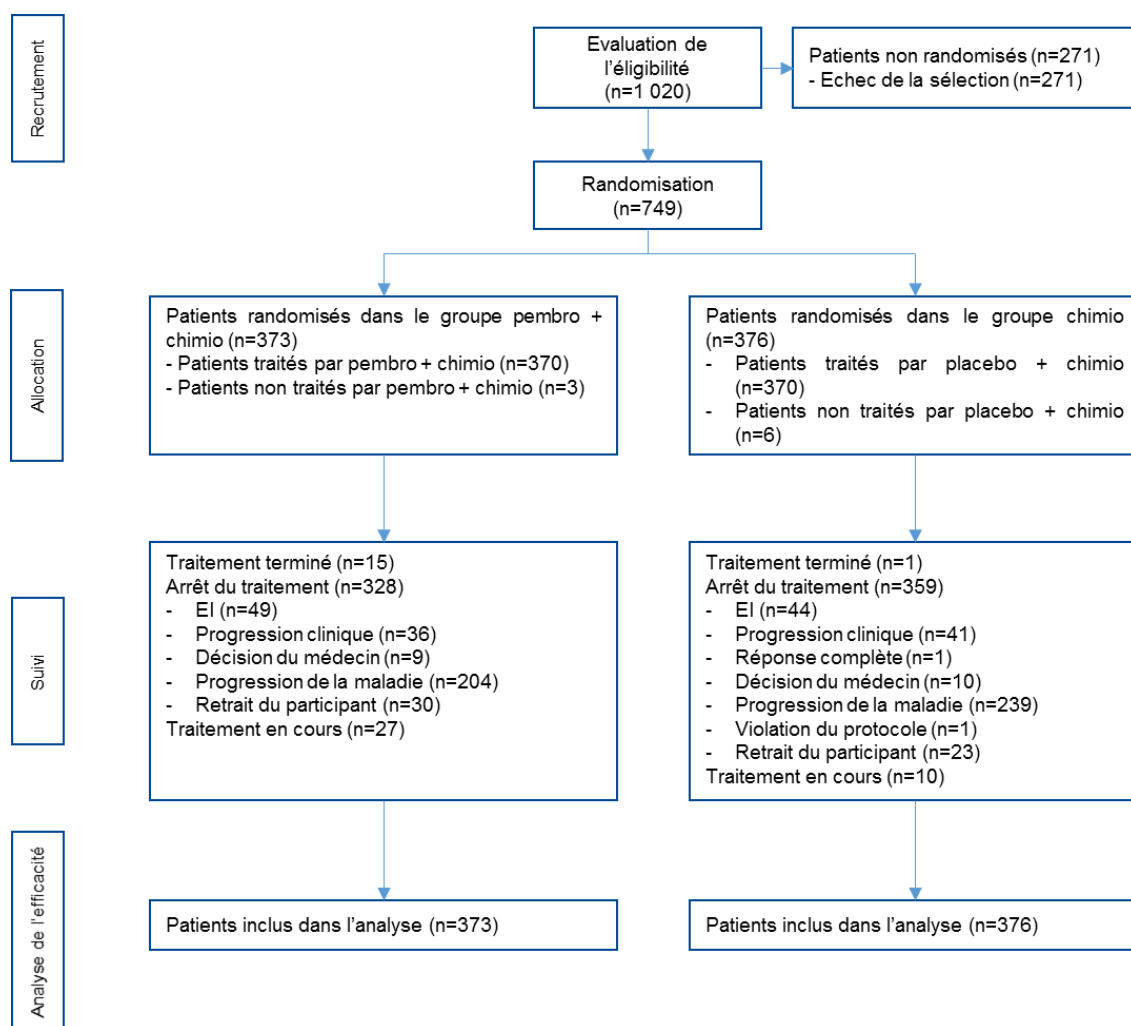 Recrutement
Evaluation de
l'éligibilité
(n=1 020)
Patients non randomisés (n=271)
- Echec de la sélection (n=271)
Randomisation
(n=749)
Allocation
Patients randomisés dans le groupe pembro +
chimio (n=373)
- Patients traités par pembro + chimio (n=370)
- Patients non traités par pembro + chimio (n=3)
Patients randomisés dans le groupe chimio
(n=376)
- Patients traités par placebo + chimio
(n=370)
- Patients non traités par placebo + chimio
(n=6)
Suivi
Traitement terminé (n=15)
Arrêt du traitement (n=328)
- EI (n=49)
- Progression clinique (n=36)
- Décision du médecin (n=9)
- Progression de la maladie (n=204)
- Retrait du participant (n=30)
Traitement en cours (n=27)
Traitement terminé (n=1)
Arrêt du traitement (n=359)
- EI (n=44)
- Progression clinique (n=41)
- Réponse complète (n=1)
- Décision du médecin (n=10)
- Progression de la maladie (n=239)
- Violation du protocole (n=1)
- Retrait du participant (n=23)
Traitement en cours (n=10)
Analyse de l'efficacité
Patients inclus dans l'analyse (n=373)
Patients inclus dans l'analyse (n=376)